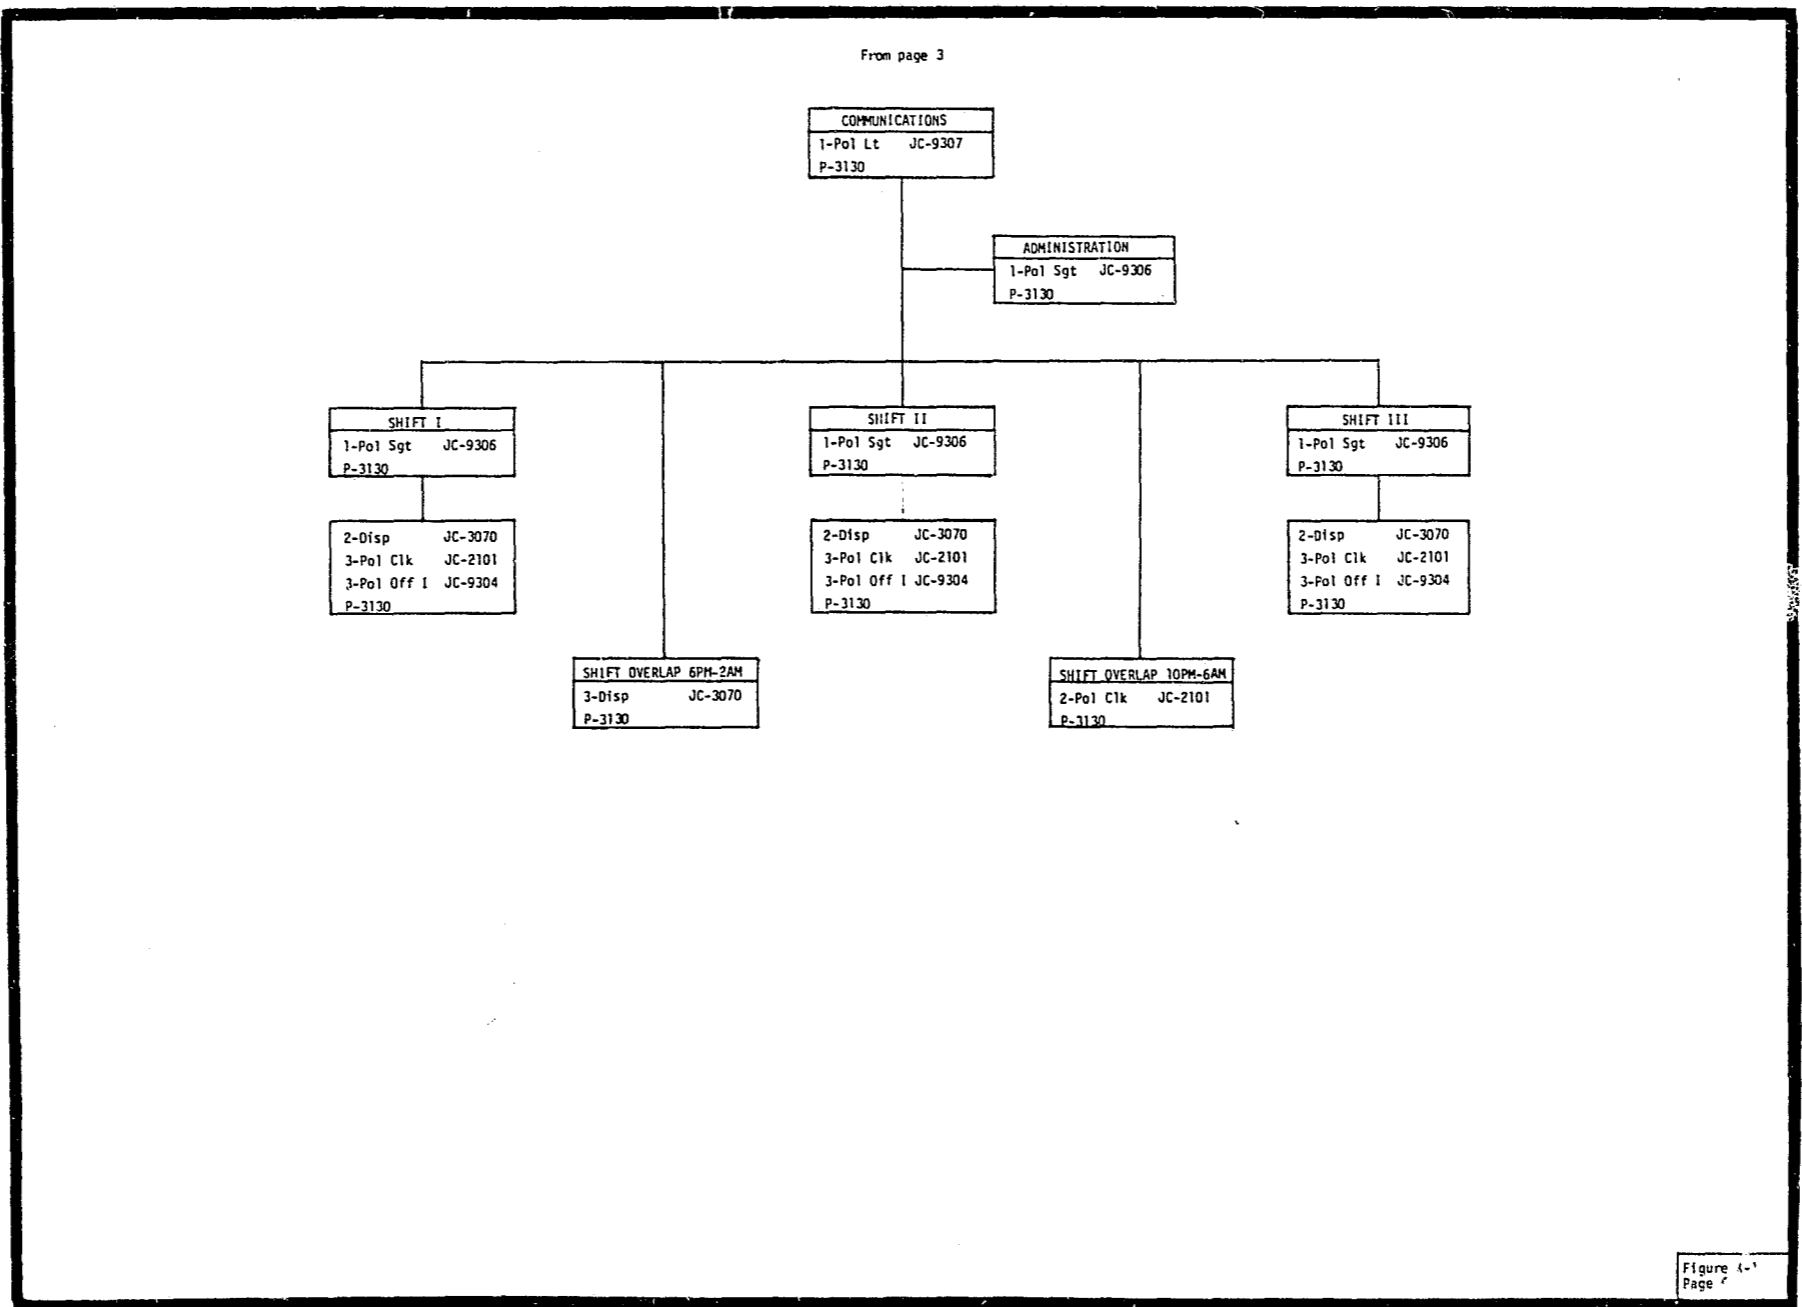 From page 3
COMMUNICATIONS
1-Pol Lt JC-9307
P-3130
ADMINISTRATION
1-Pol Sgt JC-9306
P-3130
SHIFT I
1-Pol Sgt JC-9306
P-3130
SHIFT II
1-Pol Sgt JC-9306
P-3130
SHIFT III
1-Pol Sgt JC-9306
P-3130
2-Disp JC-3070
3-Pol Clk JC-2101
3-Pol Off I JC-9304
P-3130
2-Disp JC-3070
3-Pol Clk JC-2101
3-Pol Off I JC-9304
P-3130
2-Disp JC-3070
3-Pol Clk JC-2101
3-Pol Off I JC-9304
P-3130
SHIFT OVERLAP 6PM-2AM
3-Disp JC-3070
P-3130
SHIFT OVERLAP 10PM-6AM
2-Pol Clk JC-2101
P-3130
Figure
Page